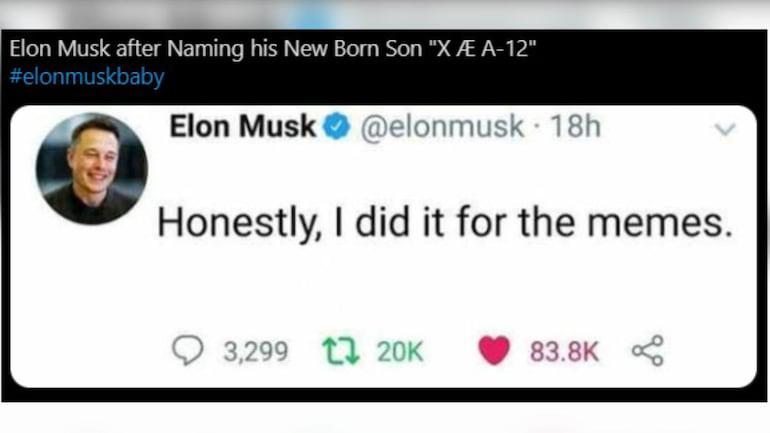 Elon Musk after Naming his New Born Son "X Æ A-12"
#elonmuskbaby
Elon Musk @elonmusk · 18h
Honestly, I did it for the memes.
3,299 20K 83.8K